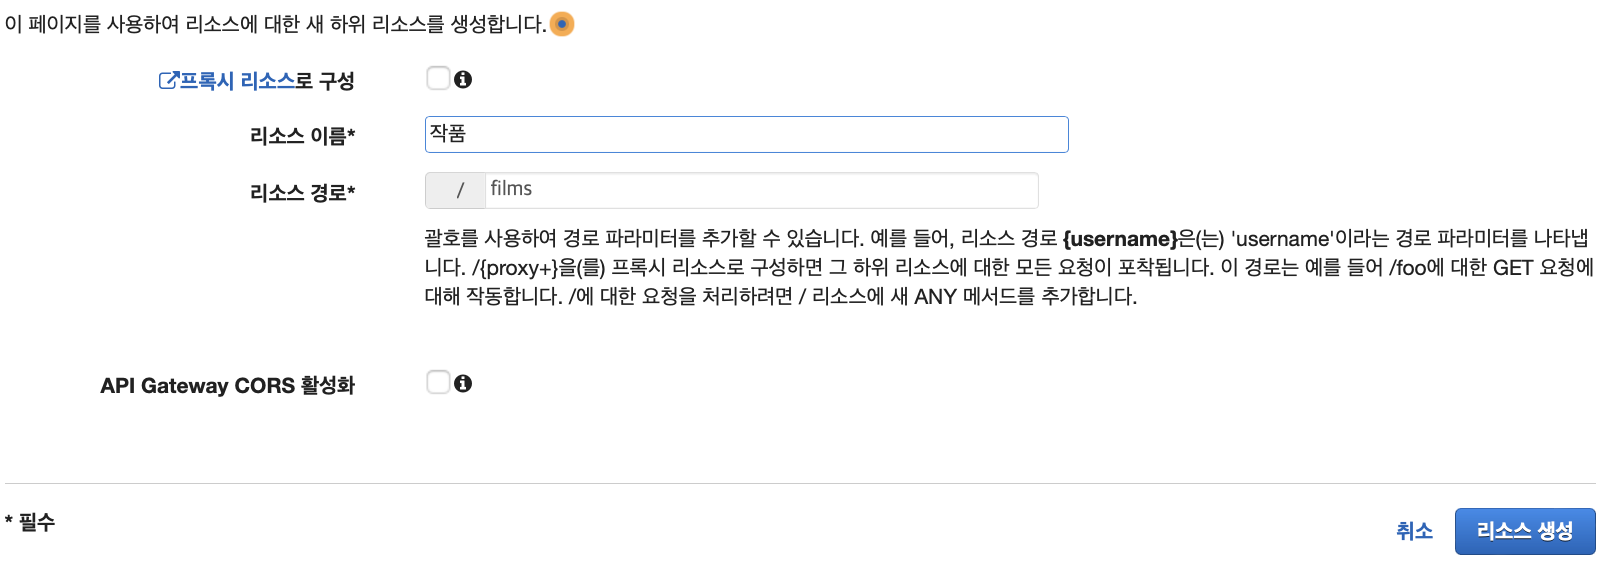 이 페이지를 사용하여 리소스에 대한 새 하위 리소스를 생성합니다.
프록시 리소스로 구성
리소스 이름* 작품
리소스 경로* / films
괄호를 사용하여 경로 파라미터를 추가할 수 있습니다. 예를 들어, 리소스 경로 {username}은(는) 'username'이라는 경로 파라미터를 나타냅
니다. /{proxy+}을(를) 프록시 리소스로 구성하면 그 하위 리소스에 대한 모든 요청이 포착됩니다. 이 경로는 예를 들어 /foo에 대한 GET 요청에
대해 작동합니다. /에 대한 요청을 처리하려면 / 리소스에 새 ANY 메서드를 추가합니다.
API Gateway CORS 활성화
* 필수
취소 리소스 생성